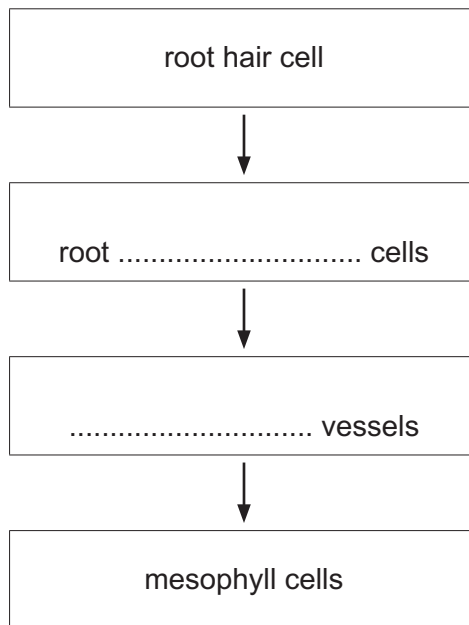 root hair cell
root .............................. cells
.............................. vessels
mesophyll cells